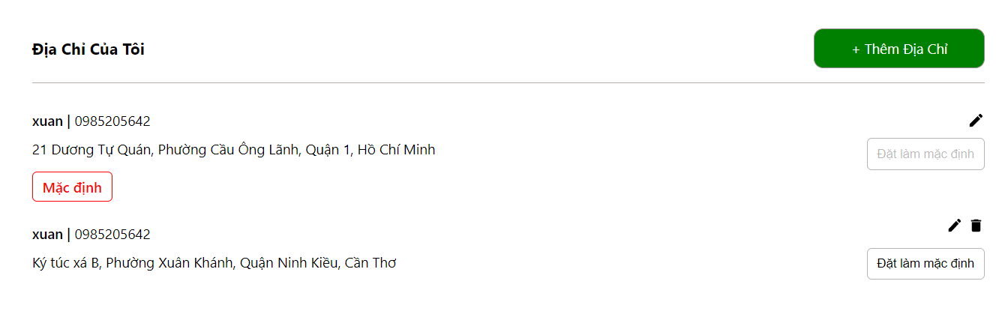 Địa Chỉ Của Tôi
+ Thêm Địa Chỉ
xuan | 0985205642
21 Dương Tự Quán, Phường Cầu Ông Lãnh, Quận 1, Hồ Chí Minh
Đặt làm mặc định
Mặc định
xuan | 0985205642
Ký túc xá B, Phường Xuân Khánh, Quận Ninh Kiều, Cần Thơ
Đặt làm mặc định